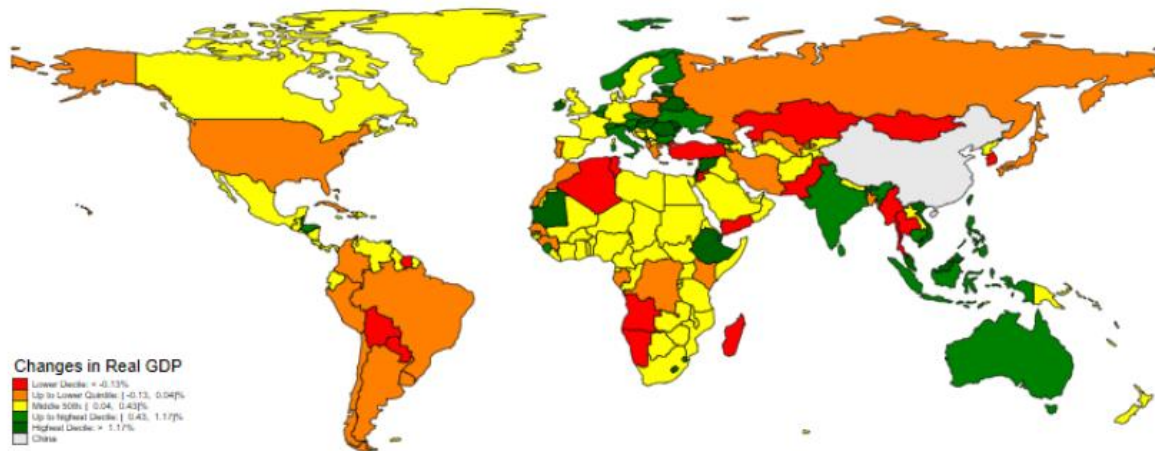 Changes in Real GDP
Lower Decile: < -0.13%
Up to Lower Quintile: [ -0.13, 0.04]%
Middle 50th: [ 0.04, 0.43]%
Up to highest Decile: [ 0.43, 1.17]%
Highest Decile: > 1.17%
China